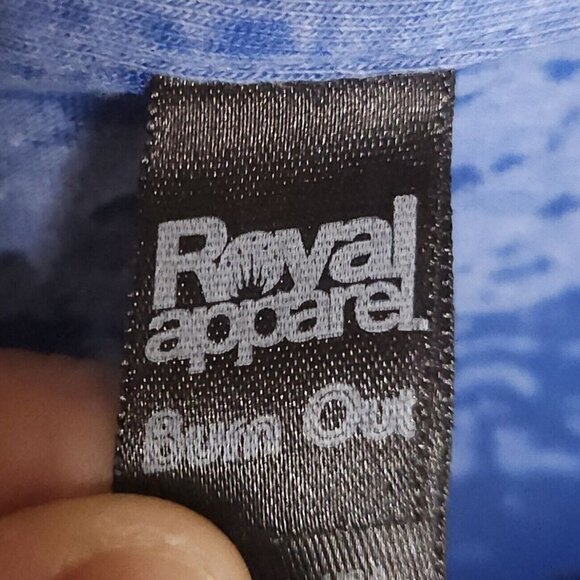 Royal
apparel.
Burn Out